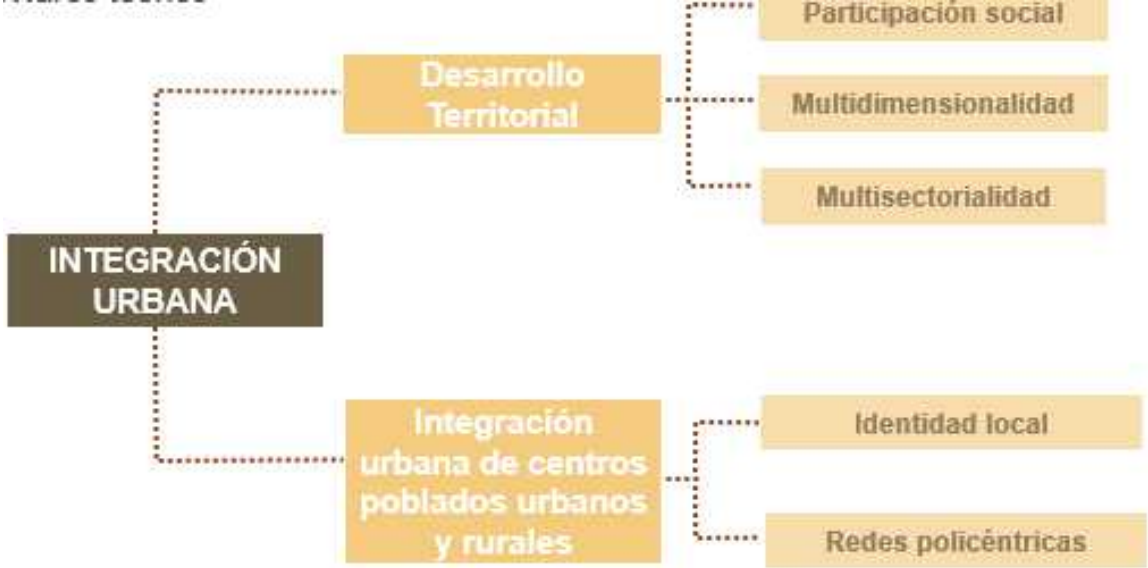 Participación social
Desarrollo
Territorial
Multidimensionalidad
Multisectorialidad
INTEGRACIÓN
URBANA
Integración
urbana de centros
poblados urbanos
y rurales
Identidad local
Redes policéntricas